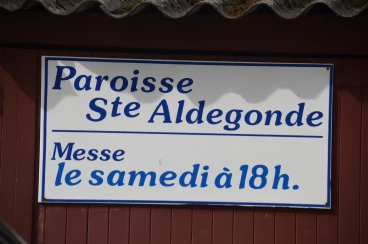 Paroisse
Ste Aldegonde
Messe
le samedi à 18h.